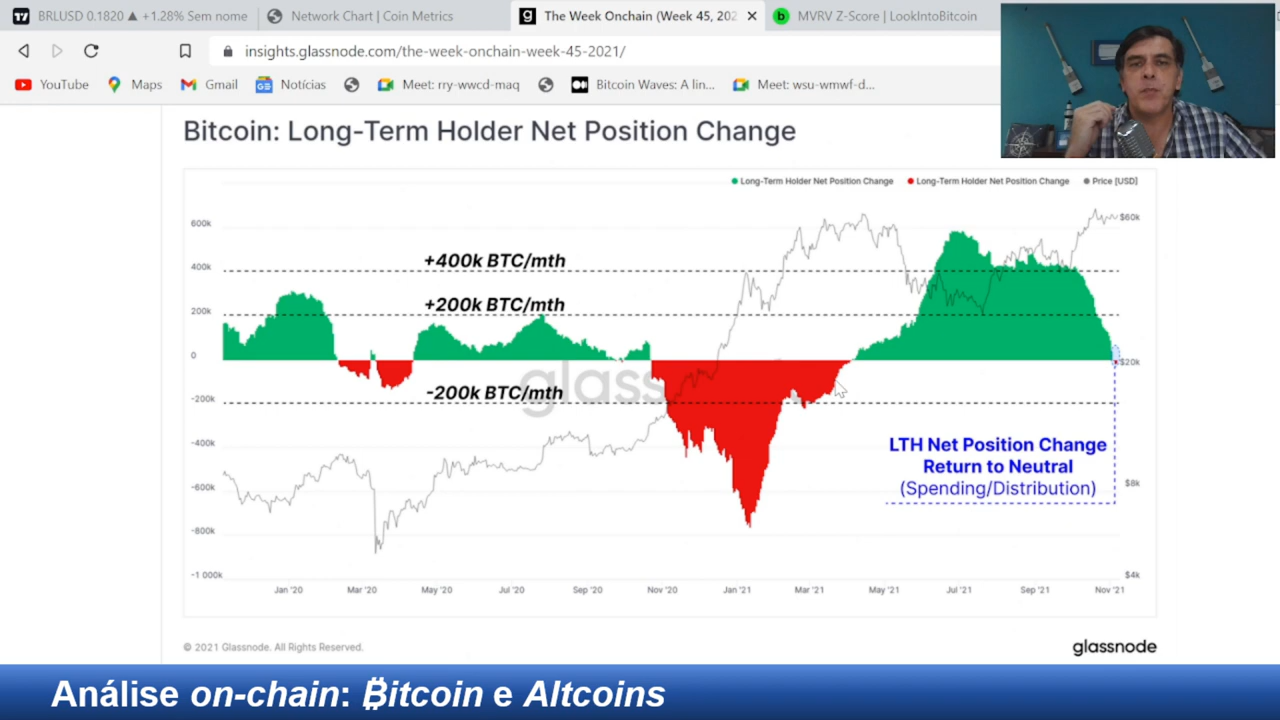 BRLUSD 0.1820 ▲ +1.28% Sem nome
Network Chart | Coin Metrics
The Week Onchain (Week 45, 202
MVRV Z-Score | LookIntoBitcoin
insights.glassnode.com/the-week-onchain-week-45-2021/
YouTube Maps Gmail Notícias Meet: rry-wwcd-maq Bitcoin Waves: A lin... Meet: wsu-wmwf-d...
Bitcoin: Long-Term Holder Net Position Change
Long-Term Holder Net Position Change Long-Term Holder Net Position Change Price [USD]
600k
$60k
+400k BTC/mth
400k
+200k BTC/mth
200k
0
$20k
glass
-200k BTC/mth
-200k
-400k
LTH Net Position Change
Return to Neutral
(Spending/Distribution)
-600k
$8k
-800k
-1 000k
$4k
Jan '20 Mar '20 May '20 Jul '20 Sep '20 Nov '20 Jan '21 Mar '21 May '21 Jul '21 Sep '21 Nov '21
© 2021 Glassnode. All Rights Reserved.
glassnode
Análise on-chain: ₿itcoin e Altcoins